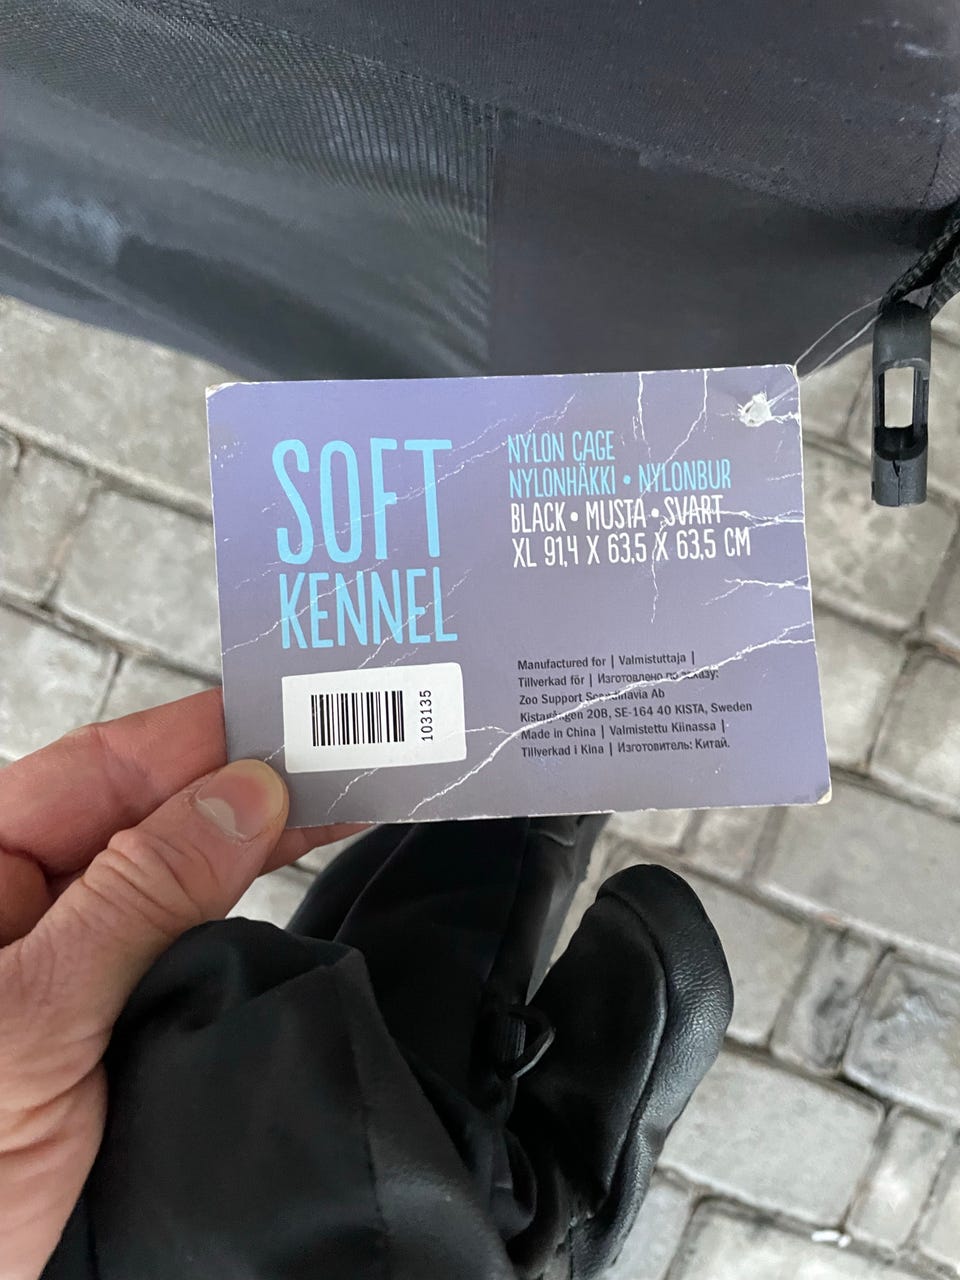 SOFT
KENNEL
NYLON CAGE
NYLONHÄKKI • NYLONBUR
BLACK • MUSTA • SVART
XL 91,4 X 63,5 X 63,5 CM
103135
Manufactured for | Valmistuttaja |
Tillverkad för | Изготовлено по заказу:
Zoo Support Scandinavia Ab
Kistagången 20B, SE-164 40 KISTA, Sweden
Made in China | Valmistettu Kiinassa |
Tillverkad i Kina | Изготовитель: Китай.